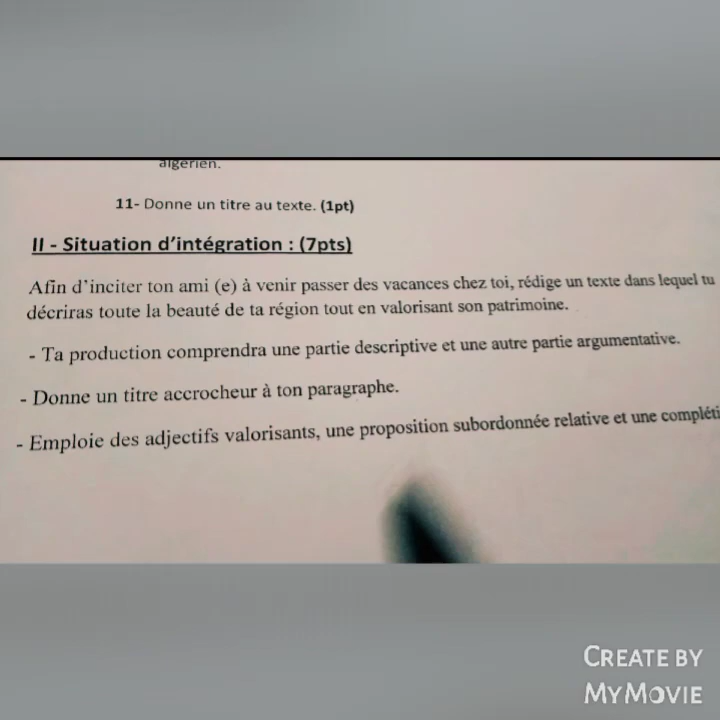 algérien.
11- Donne un titre au texte. (1pt)
II - Situation d'intégration : (7pts)
Afin d'inciter ton ami (e) à venir passer des vacances chez toi, rédige un texte dans lequel tu
décriras toute la beauté de ta région tout en valorisant son patrimoine.
- Ta production comprendra une partie descriptive et une autre partie argumentative.
- Donne un titre accrocheur à ton paragraphe.
- Emploie des adjectifs valorisants, une proposition subordonnée relative et une compléti
CREATE BY
MYMOVIE